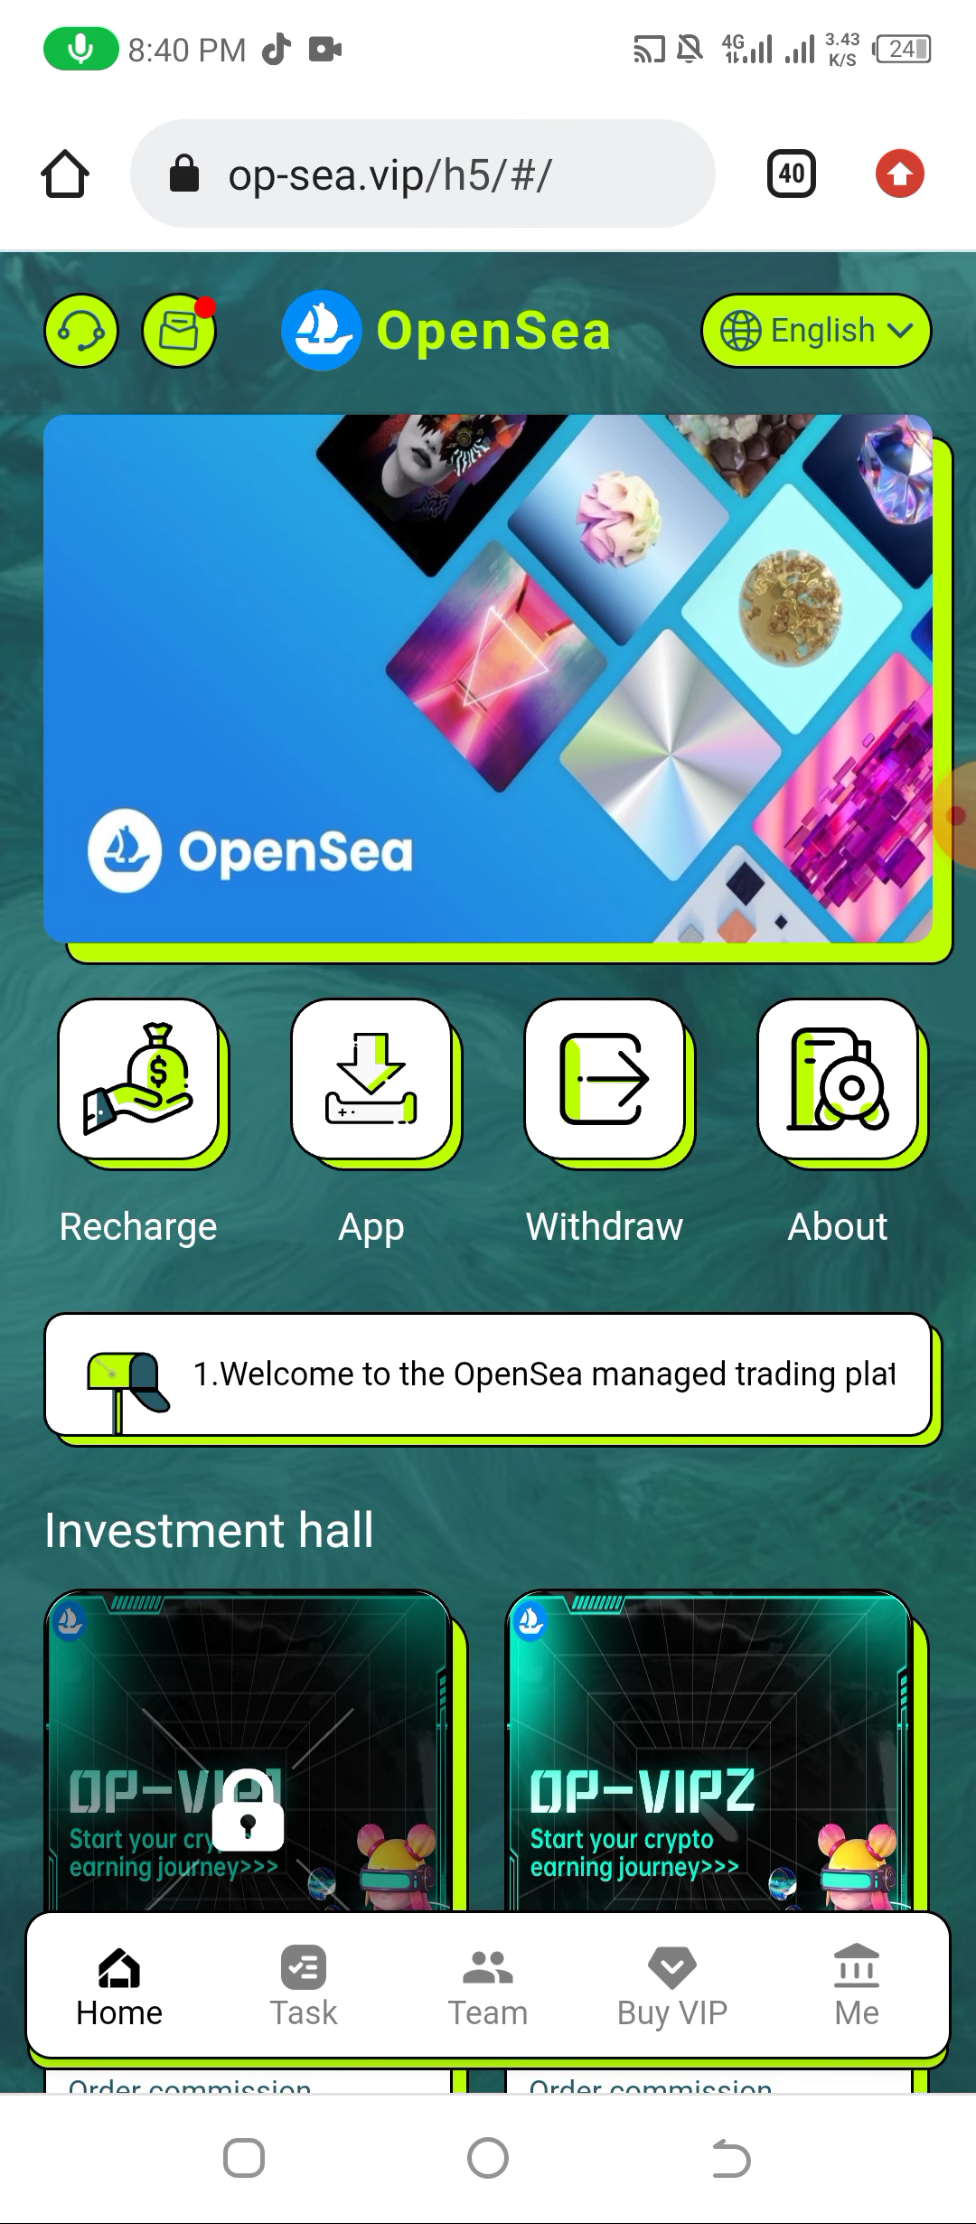 8:40 PM
4G
3.43
K/S
24
op-sea.vip/h5/#/
40
OpenSea
English
OpenSea
Recharge
App
Withdraw
About
1.Welcome to the OpenSea managed trading plat
Investment hall
OP-VIP1
Start your cry
earning journey>>>
OP-VIP2
Start your crypto
earning journey>>>
Home
Task
Team
Buy VIP
Me
Order commission
Order commission